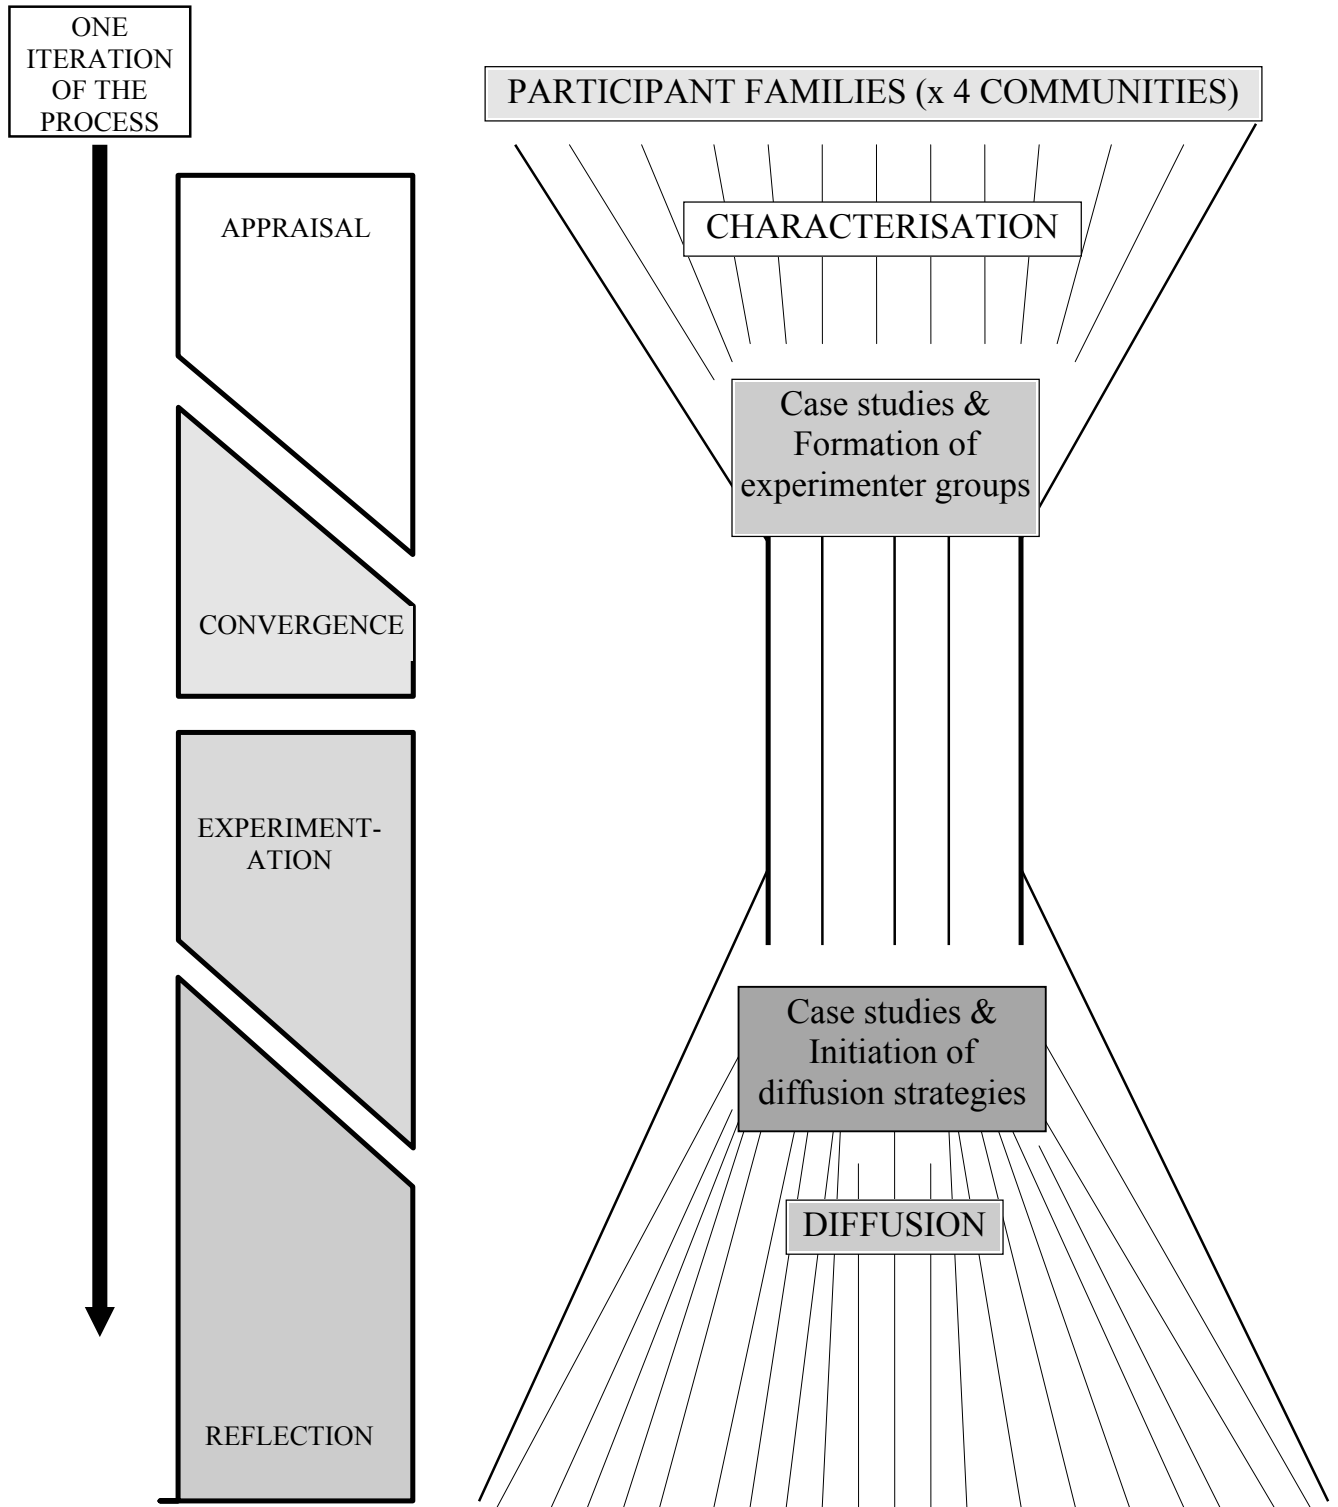 ONE
ITERATION
OF THE
PROCESS
PARTICIPANT FAMILIES (x 4 COMMUNITIES)
APPRAISAL
CHARACTERISATION
Case studies &
Formation of
experimenter groups
CONVERGENCE
EXPERIMENT-
ATION
Case studies &
Initiation of
diffusion strategies
DIFFUSION
REFLECTION